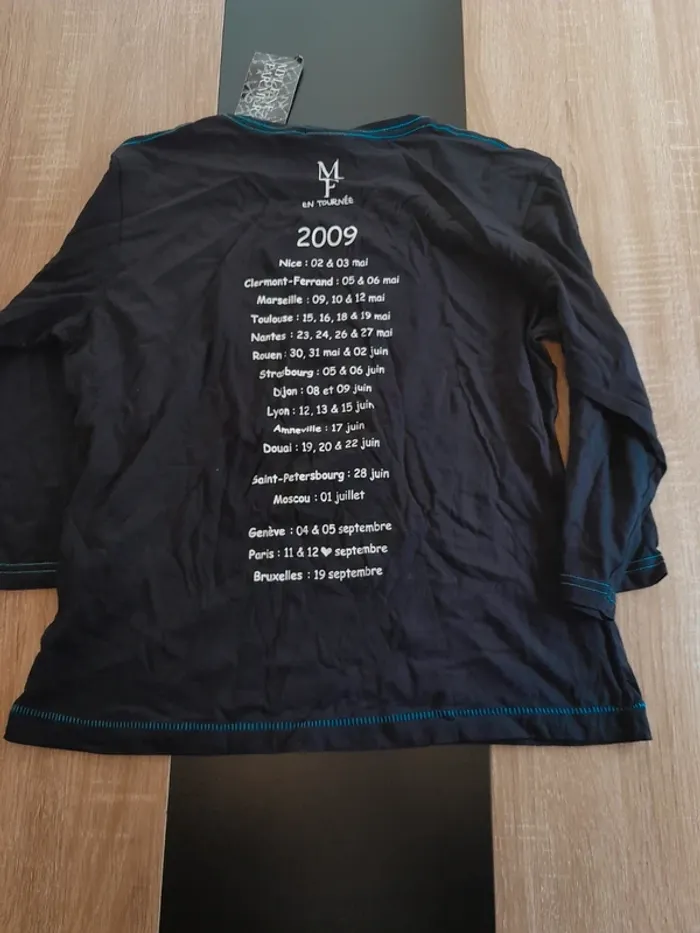 MYLENE
FARMER
MF
EN TOURNÉE
2009
Nice : 02 & 03 mai
Clermont-Ferrand : 05 & 06 mai
Marseille : 09, 10 & 12 mai
Toulouse : 15, 16, 18 & 19 mai
Nantes : 23, 24, 26 & 27 mai
Rouen : 30, 31 mai & 02 juin
Strasbourg : 05 & 06 juin
Dijon : 08 et 09 juin
Lyon : 12, 13 & 15 juin
Amneville : 17 juin
Douai : 19, 20 & 22 juin
Saint-Petersbourg : 28 juin
Moscou : 01 juillet
Genève : 04 & 05 septembre
Paris : 11 & 12 ♥ septembre
Bruxelles : 19 septembre